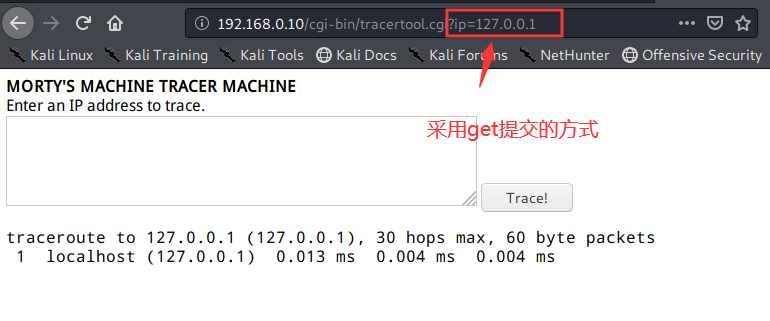 192.168.0.10/cgi-bin/tracertool.cgi?ip=127.0.0.1
Kali Linux Kali Training Kali Tools Kali Docs Kali Forums NetHunter Offensive Security
MORTY'S MACHINE TRACER MACHINE
Enter an IP address to trace.
采用get提交的方式
Trace!
traceroute to 127.0.0.1 (127.0.0.1), 30 hops max, 60 byte packets
1 localhost (127.0.0.1) 0.013 ms 0.004 ms 0.004 ms